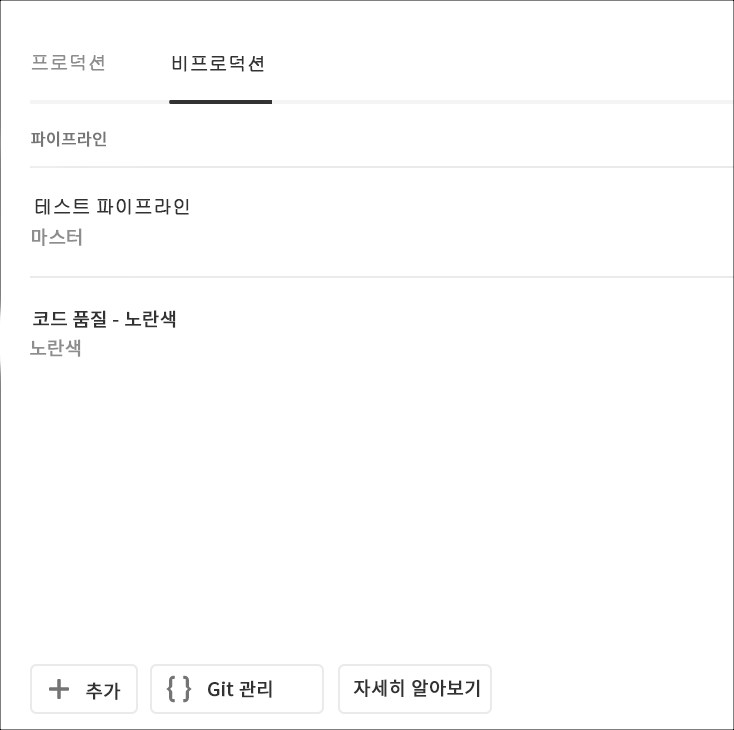 프로덕션 비프로덕션
파이프라인
테스트 파이프라인
마스터
코드 품질 - 노란색
노란색
추가 {} Git 관리 자세히 알아보기